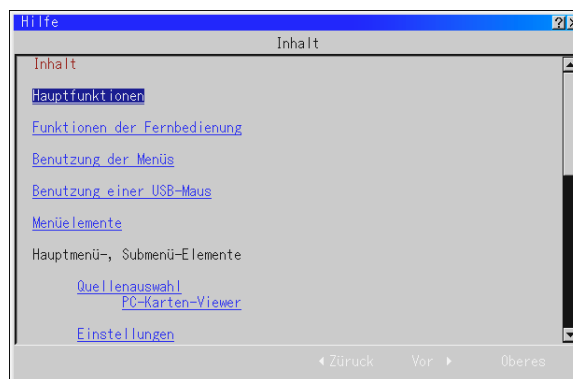 Hilfe
Inhalt
Inhalt
Hauptfunktionen
Funktionen der Fernbedienung
Benutzung der Menüs
Benutzung einer USB-Maus
Menüelemente
Hauptmenü-, Submenü-Elemente
Quellenauswahl
PC-Karten-Viewer
Einstellungen
Züruck Vor Oberes